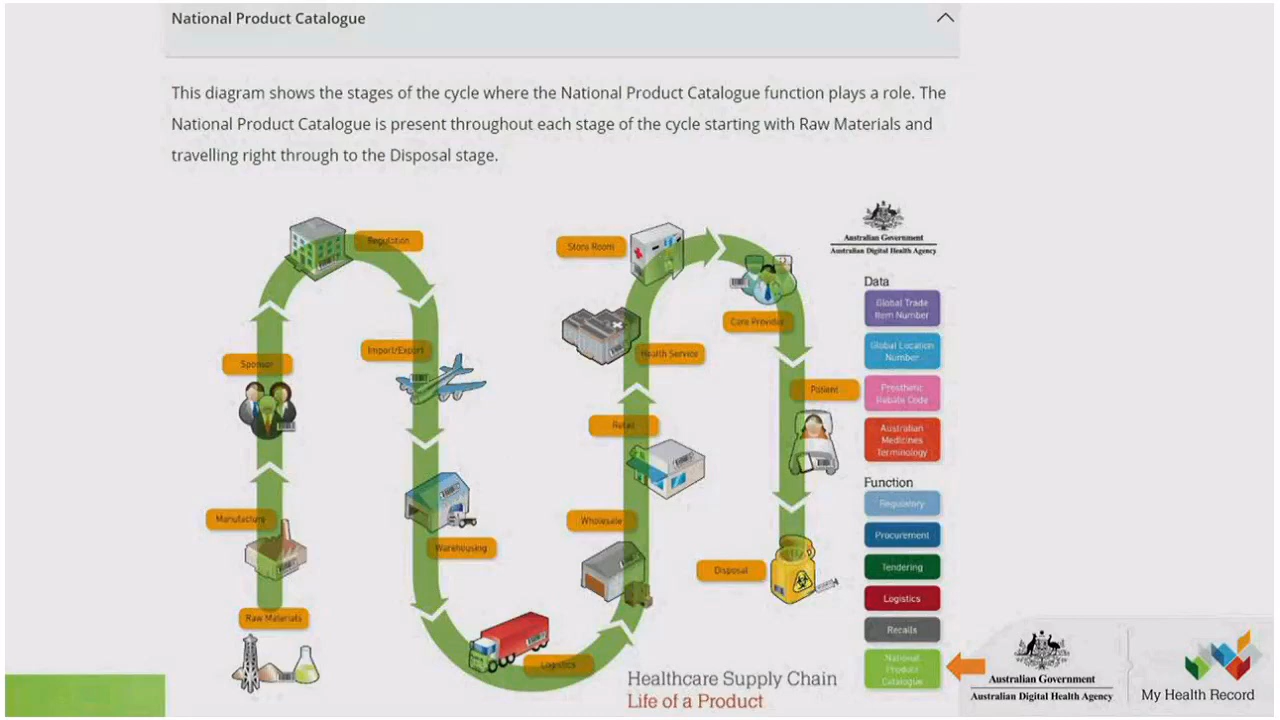 National Product Catalogue
This diagram shows the stages of the cycle where the National Product Catalogue function plays a role. The
National Product Catalogue is present throughout each stage of the cycle starting with Raw Materials and
travelling right through to the Disposal stage.
Regulation
Store Room
Australian Government
Australian Digital Health Agency
Data
Global Trade
Item Number
Care Provider
Import/Export
Health Service
Global Location
Number
Sponsor
Patient
Prosthetic
Rebate Code
Retail
Australian
Medicines
Terminology
Function
Regulatory
Manufacture
Wholesale
Procurement
Warehousing
Disposal
Tendering
Logistics
Raw Materials
Recalls
Logistics
National
Product
Catalogue
Healthcare Supply Chain
Life of a Product
Australian Government
Australian Digital Health Agency
My Health Record